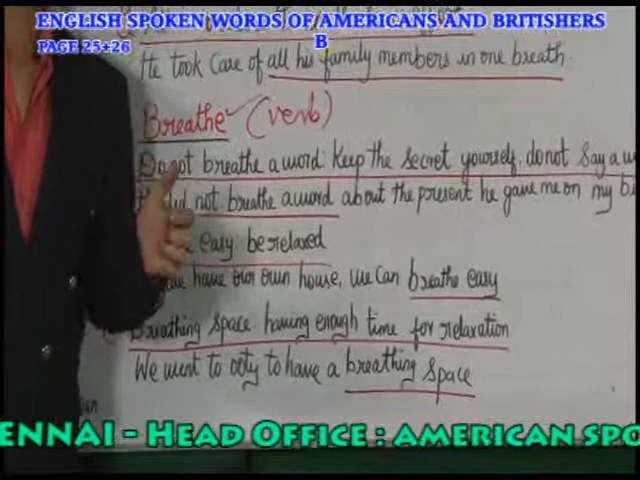 ENGLISH SPOKEN WORDS OF AMERICANS AND BRITISHERS
PAGE 25+26
B
He took care of all his family members in one breath.
Breathe (verb)
Do not breathe a word: Keep the secret yourself. do not say a w
did not breathe a word about the present he gave me on my bi
easy: be relaxed
have our own house, we can breathe easy
Breathing space: having enough time for relaxation
We went to ooty to have a breathing space
ENNAI - HEAD OFFICE : AMERICAN SPO